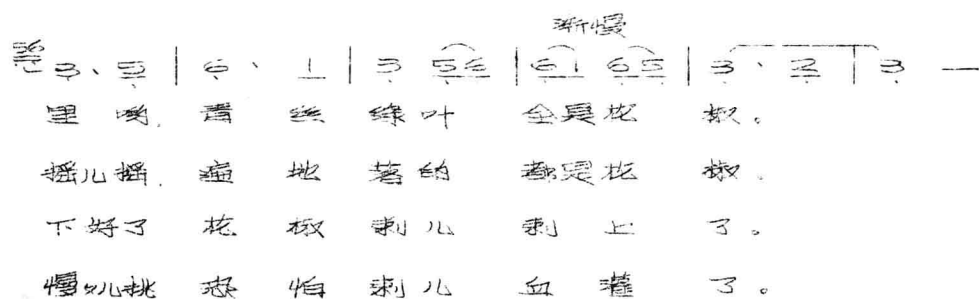 渐慢
3. 5 | 6. 1 | 3 56 | 61 65 | 3. 2 | 3 —
里哟，青丝绿叶全是花椒。
摇儿摇，遍地落的都是花椒。
下好了花椒刺儿刺上了。
慢儿挑恐怕刺儿血灌了。